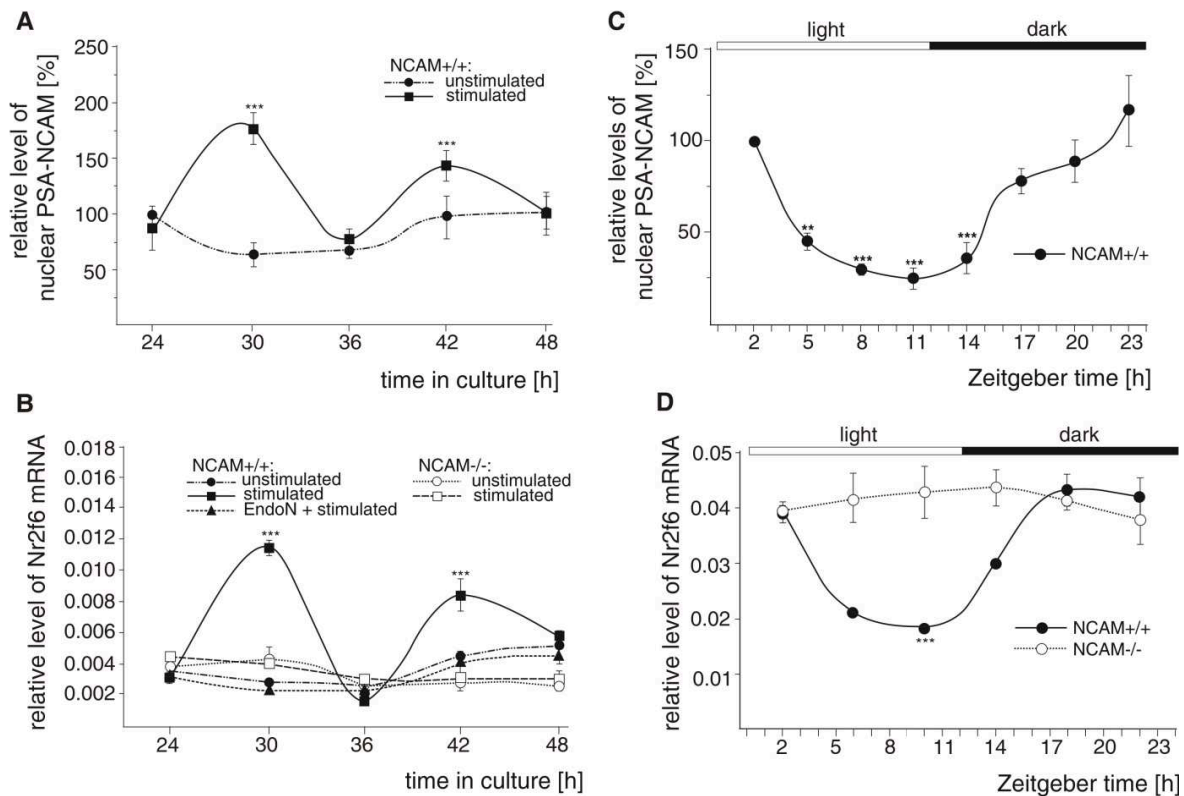 A
relative level of
nuclear PSA-NCAM [%]
250
200
150
100
50
NCAM+/+:
unstimulated
stimulated
***
***
24 30 36 42 48
time in culture [h]
B
relative level of Nr2f6 mRNA
0.018
0.016
0.014
0.012
0.010
0.008
0.006
0.004
0.002
NCAM+/+:
unstimulated
stimulated
EndoN + stimulated
NCAM-/-:
unstimulated
stimulated
***
***
24 30 36 42 48
time in culture [h]
C
relative levels of
nuclear PSA-NCAM [%]
light dark
150
100
50
**
***
***
***
NCAM+/+
2 5 8 11 14 17 20 23
Zeitgeber time [h]
D
relative level of Nr2f6 mRNA
light dark
0.05
0.04
0.03
0.02
0.01
***
NCAM+/+
NCAM-/-
2 6 10 14 18 22 23
Zeitgeber time [h]